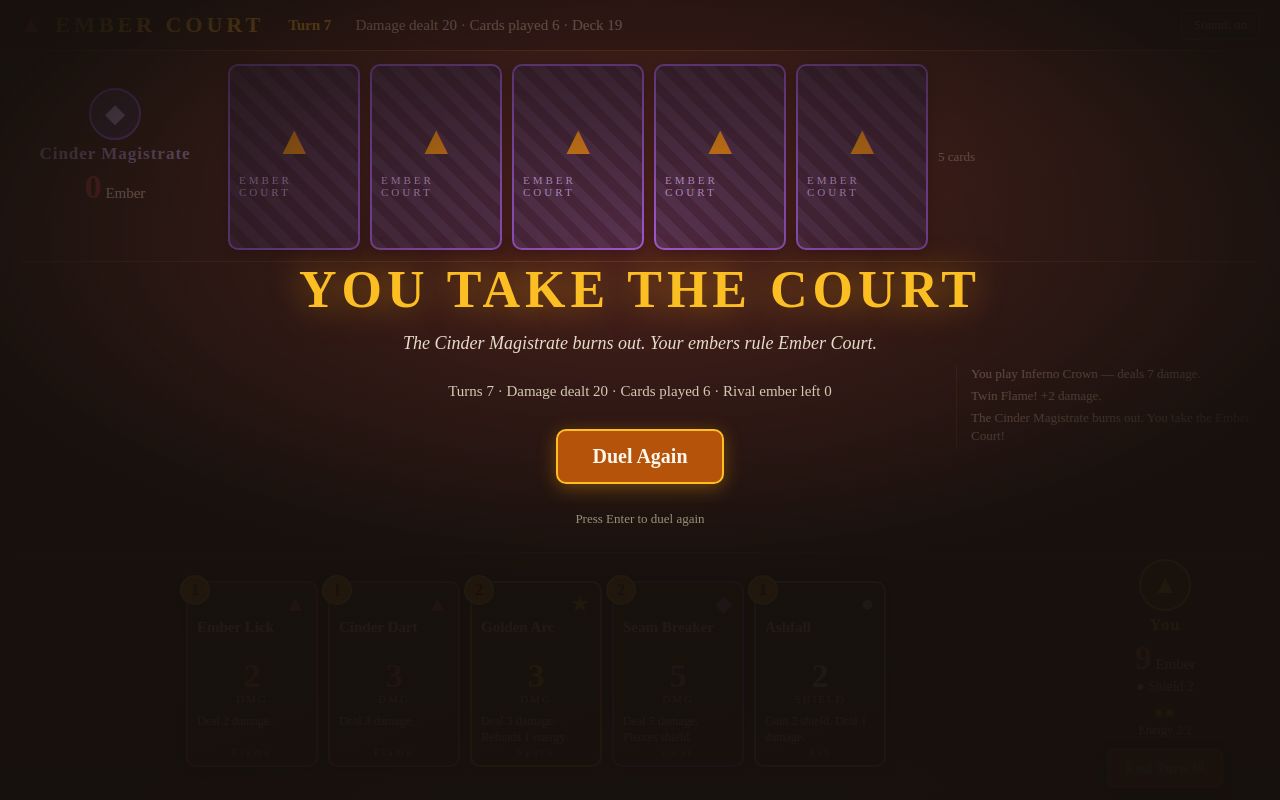 ▲ EMBER COURT Turn 7 Damage dealt 20 · Cards played 6 · Deck 19 Sound: on
Cinder Magistrate
0 Ember
EMBER COURT
EMBER COURT
EMBER COURT
EMBER COURT
EMBER COURT
5 cards
YOU TAKE THE COURT
The Cinder Magistrate burns out. Your embers rule Ember Court.
Turns 7 · Damage dealt 20 · Cards played 6 · Rival ember left 0
You play Inferno Crown — deals 7 damage.
Twin Flame! +2 damage.
The Cinder Magistrate burns out. You take the Ember
Court!
Duel Again
Press Enter to duel again
1
Ember Lick
2
DMG
Deal 2 damage.
Flame
1
Cinder Dart
3
DMG
Deal 3 damage.
Flame
2
Golden Arc
3
DMG
Deal 3 damage.
Refunds 1 energy.
2
Seam Breaker
5
DMG
Deal 5 damage.
Pierces shield.
1
Ashfall
2
SHIELD
Gain 2 shield. Deal 1
damage.
You
9 Ember
Shield 2
Energy 2/2
End Turn